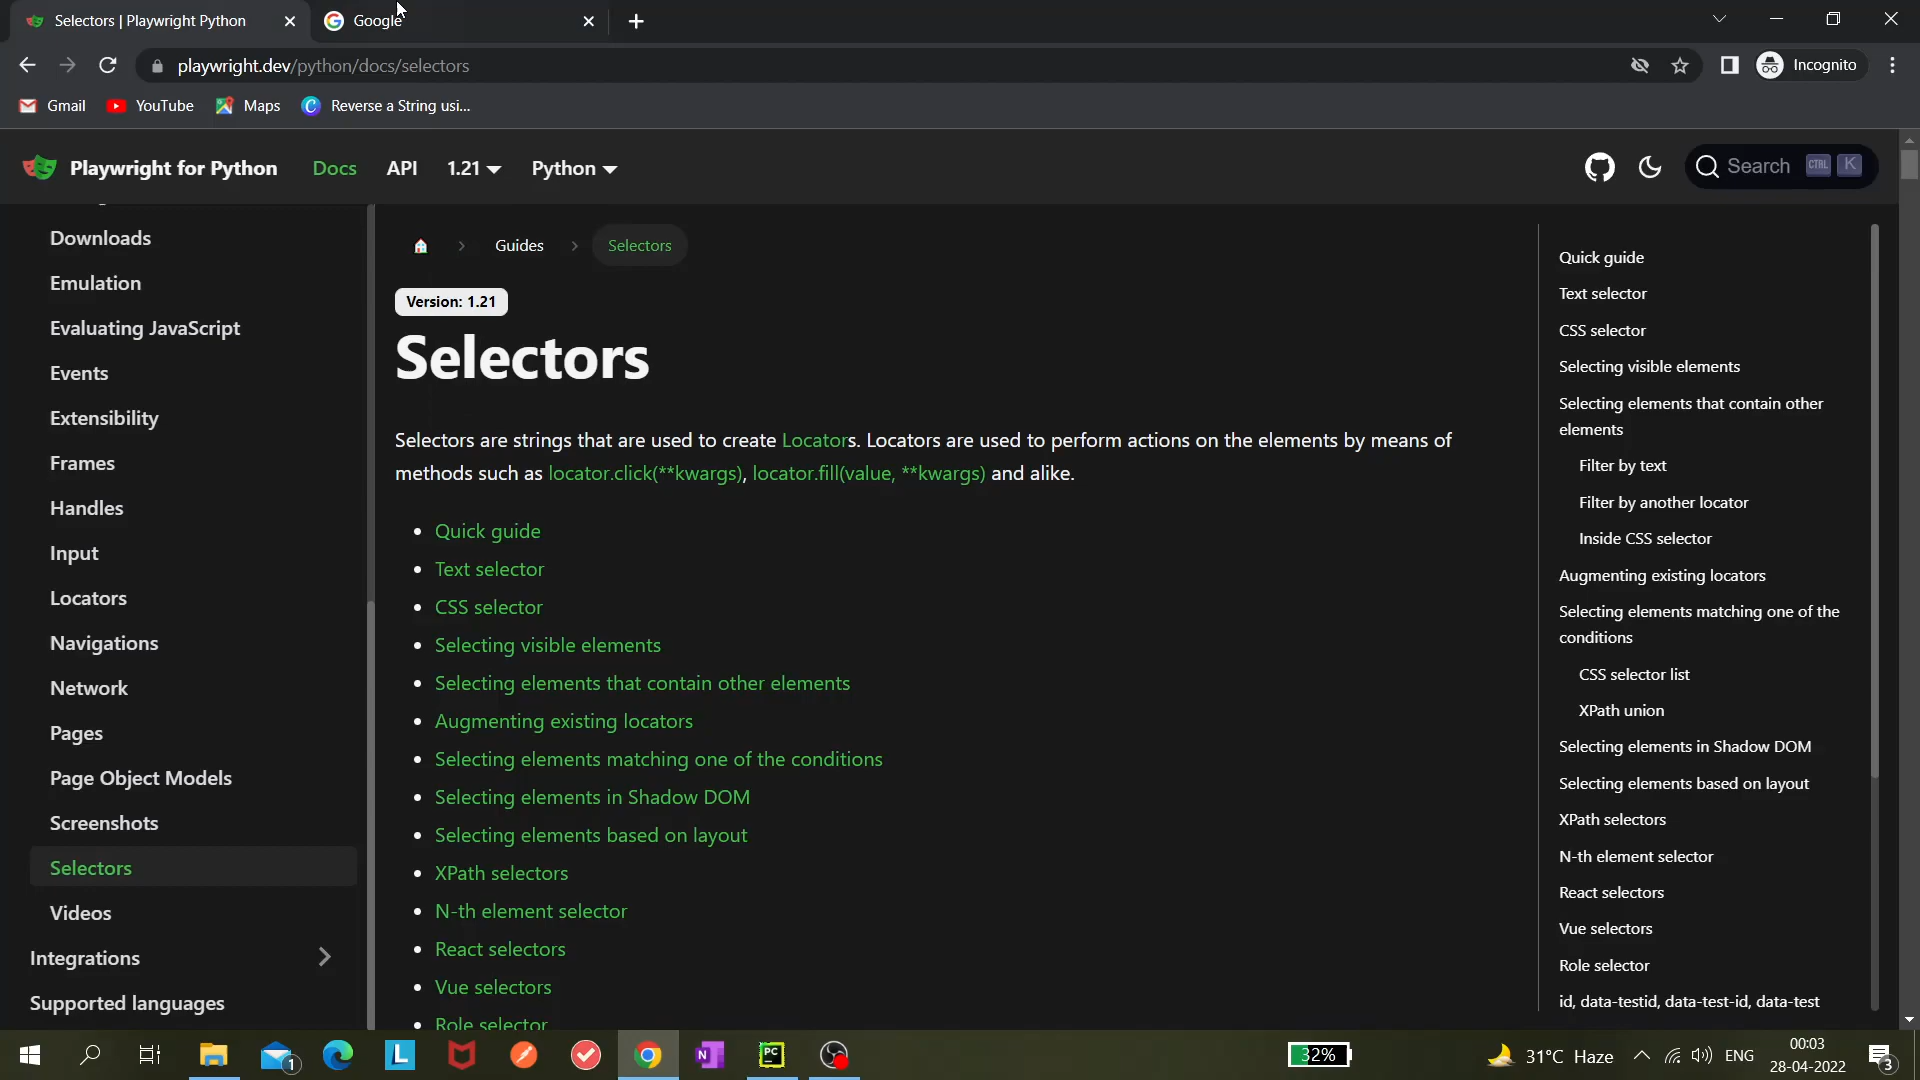 Selectors | Playwright Python
Google
playwright.dev/python/docs/selectors
Incognito
Gmail
YouTube
Maps
Reverse a String usi...
Playwright for Python
Docs
API
1.21
Python
Search
CTRL
K
Downloads
Emulation
Evaluating JavaScript
Events
Extensibility
Frames
Handles
Input
Locators
Navigations
Network
Pages
Page Object Models
Screenshots
Selectors
Videos
Integrations
Supported languages
Guides
Selectors
Version: 1.21
Selectors
Selectors are strings that are used to create Locators. Locators are used to perform actions on the elements by means of
methods such as locator.click(**kwargs), locator.fill(value, **kwargs) and alike.
Quick guide
Text selector
CSS selector
Selecting visible elements
Selecting elements that contain other elements
Augmenting existing locators
Selecting elements matching one of the conditions
Selecting elements in Shadow DOM
Selecting elements based on layout
XPath selectors
N-th element selector
React selectors
Vue selectors
Role selector
Quick guide
Text selector
CSS selector
Selecting visible elements
Selecting elements that contain other
elements
Filter by text
Filter by another locator
Inside CSS selector
Augmenting existing locators
Selecting elements matching one of the
conditions
CSS selector list
XPath union
Selecting elements in Shadow DOM
Selecting elements based on layout
XPath selectors
N-th element selector
React selectors
Vue selectors
Role selector
id, data-testid, data-test-id, data-test
1
L
N
PC
32%
31°C Haze
ENG
00:03
28-04-2022
3